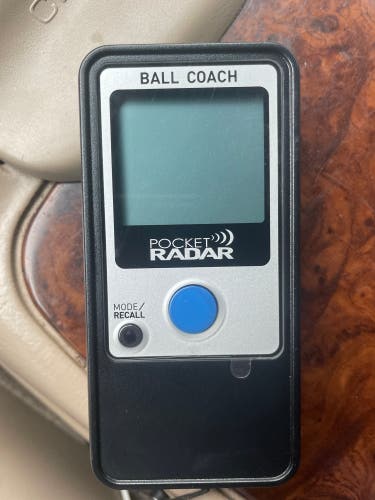 BALL COACH
POCKET
RADAR
MODE/
RECALL